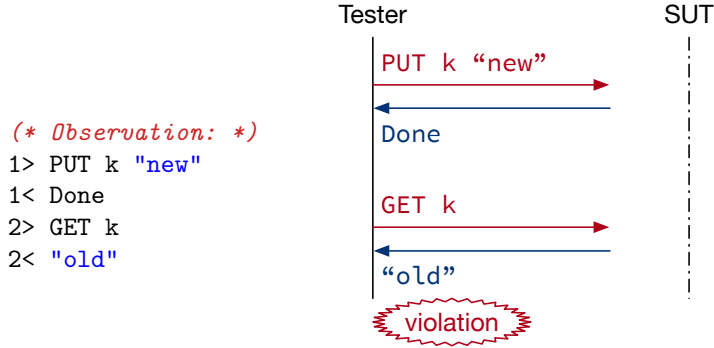 Tester SUT
PUT k “new”
Done
(* Observation: *)
1> PUT k "new"
1< Done
2> GET k
2< "old"
GET k
“old”
violation